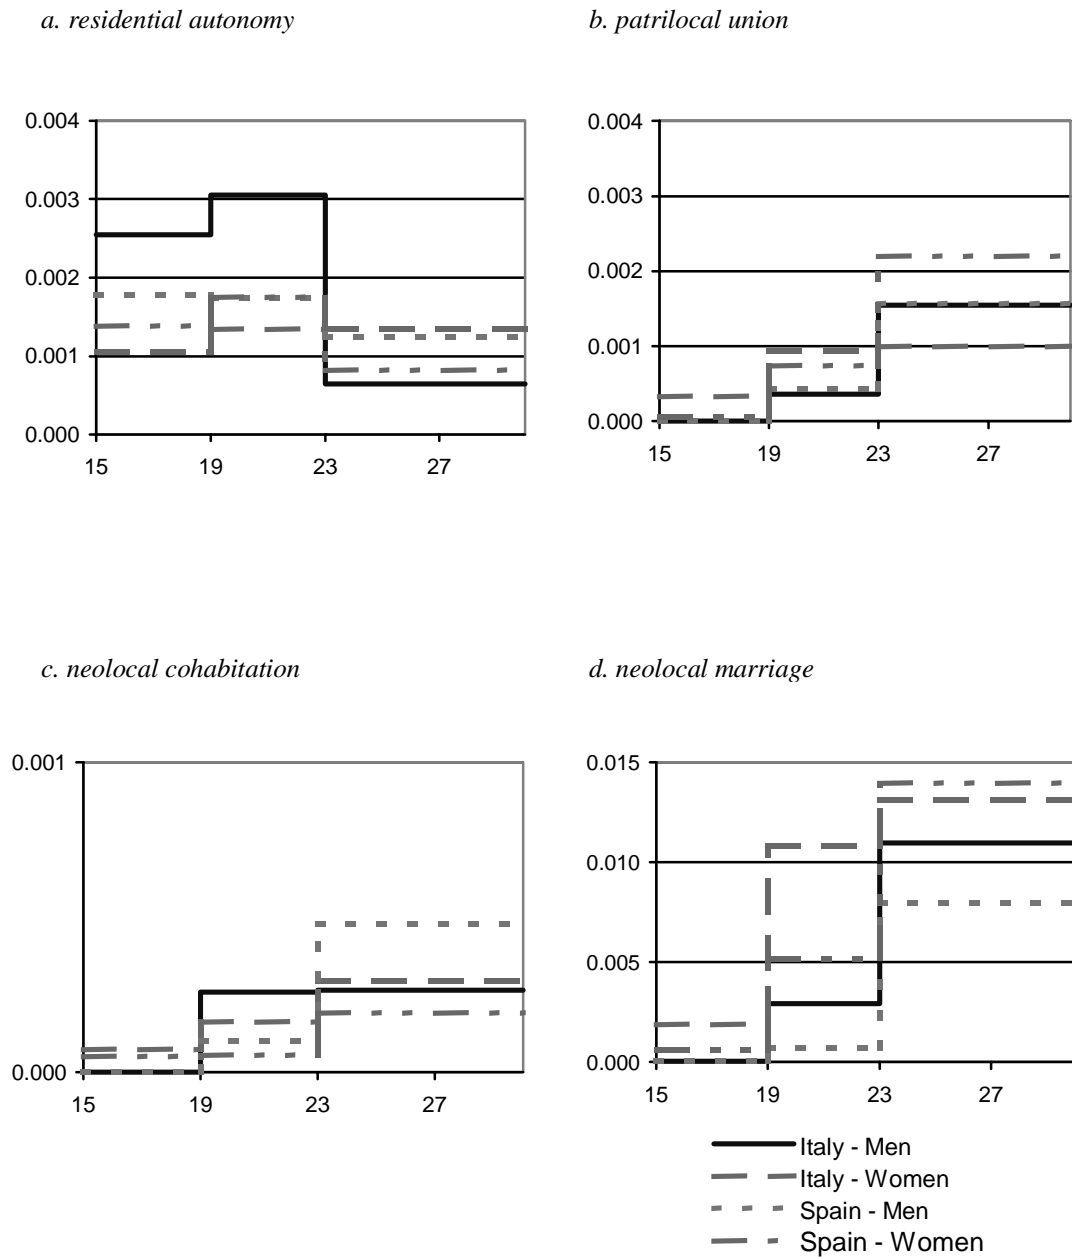 a. residential autonomy
b. patrilocal union
0.004
0.003
0.002
0.001
0.000
15 19 23 27
0.004
0.003
0.002
0.001
0.000
15 19 23 27
c. neolocal cohabitation
d. neolocal marriage
0.001
0.000
15 19 23 27
0.015
0.010
0.005
0.000
15 19 23 27
Italy - Men
Italy - Women
Spain - Men
Spain - Women